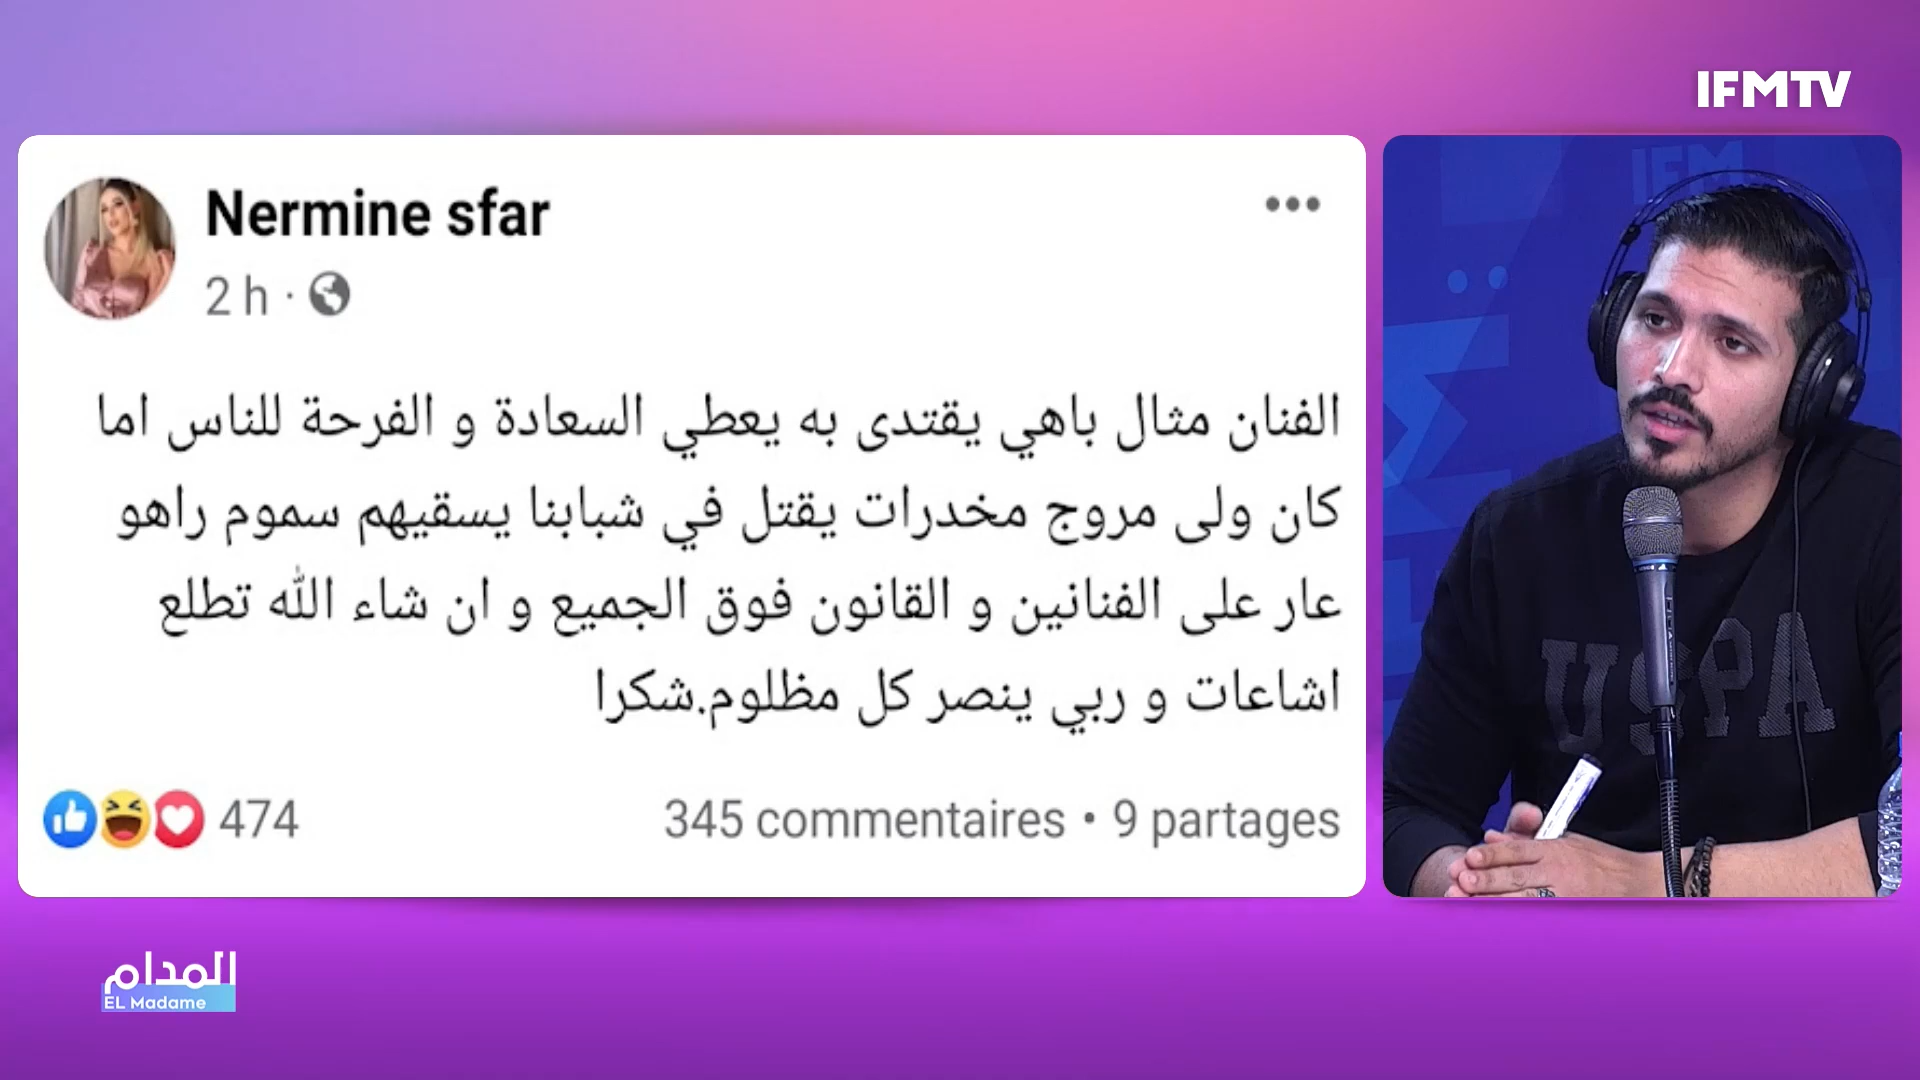 IFMTV
Nermine sfar
2 h ·
الفنان مثال باهي يقتدى به يعطي السعادة و الفرحة للناس اما
كان ولى مروج مخدرات يقتل في شبابنا يسقيهم سموم راهو
عار على الفنانين و القانون فوق الجميع و ان شاء الله تطلع
اشاعات و ربي ينصر كل مظلوم.شكرا
474
345 commentaires • 9 partages
IFM
USPA
المدام
EL Madame